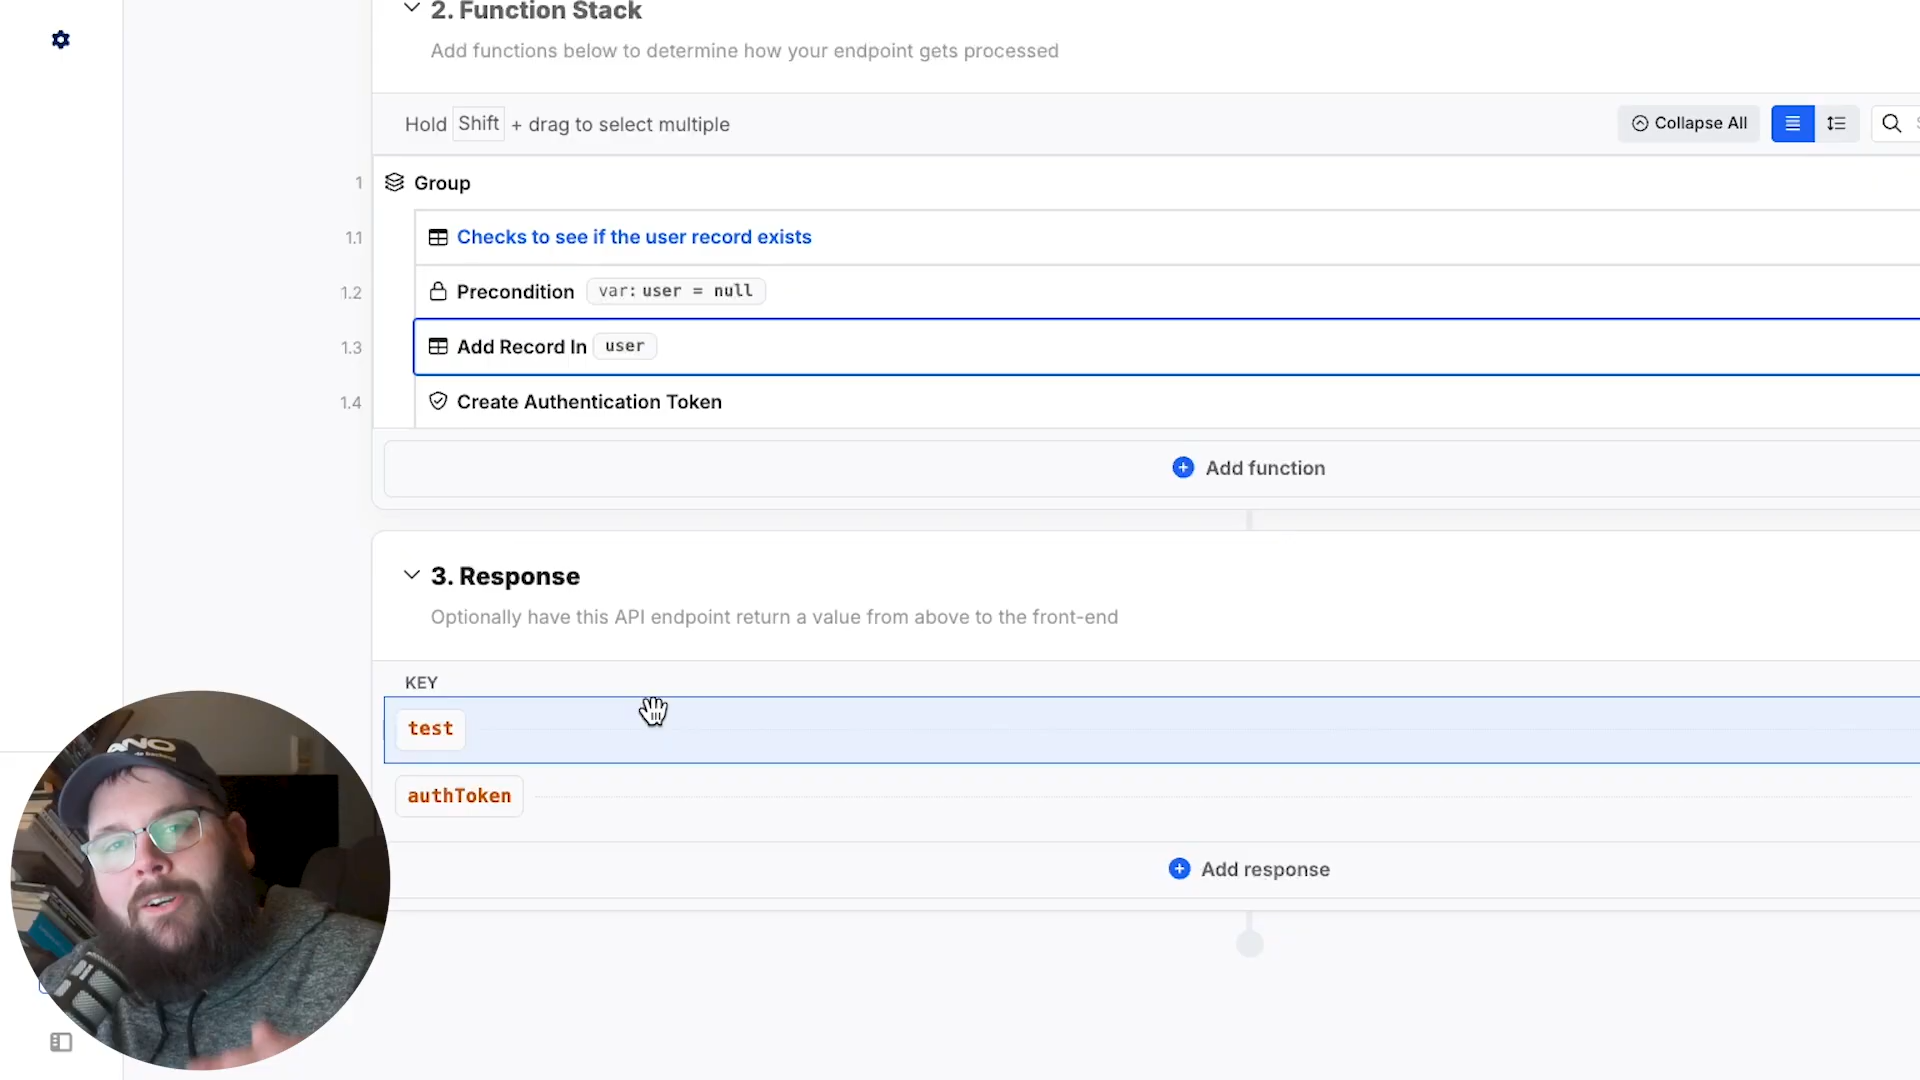 2. Function Stack
Add functions below to determine how your endpoint gets processed
Hold Shift + drag to select multiple
Collapse All
1 Group
1.1 Checks to see if the user record exists
1.2 Precondition var: user = null
1.3 Add Record In user
1.4 Create Authentication Token
Add function
3. Response
Optionally have this API endpoint return a value from above to the front-end
KEY
test
authToken
Add response